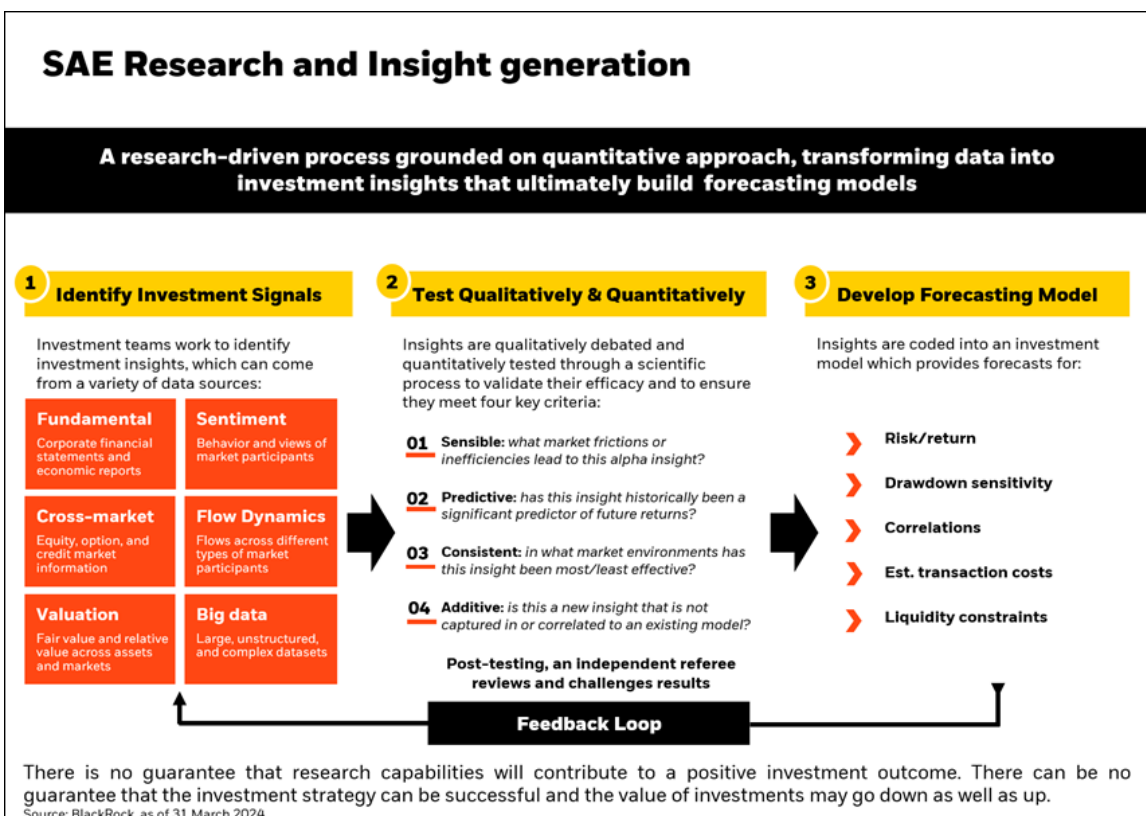 SAE Research and Insight generation
A research-driven process grounded on quantitative approach, transforming data into
investment insights that ultimately build forecasting models
1
Identify Investment Signals
Investment teams work to identify
investment insights, which can come
from a variety of data sources:
Fundamental
Corporate financial
statements and
economic reports
Sentiment
Behavior and views of
market participants
Cross-market
Equity, option, and
credit market
information
Flow Dynamics
Flows across different
types of market
participants
Valuation
Fair value and relative
value across assets
and markets
Big data
Large, unstructured,
and complex datasets
2
Test Qualitatively & Quantitatively
Insights are qualitatively debated and
quantitatively tested through a scientific
process to validate their efficacy and to ensure
they meet four key criteria:
01 Sensible: what market frictions or
inefficiencies lead to this alpha insight?
02 Predictive: has this insight historically been a
significant predictor of future returns?
03 Consistent: in what market environments has
this insight been most/least effective?
04 Additive: is this a new insight that is not
captured in or correlated to an existing model?
Post-testing, an independent referee
reviews and challenges results
3
Develop Forecasting Model
Insights are coded into an investment
model which provides forecasts for:
Risk/return
Drawdown sensitivity
Correlations
Est. transaction costs
Liquidity constraints
Feedback Loop
There is no guarantee that research capabilities will contribute to a positive investment outcome. There can be no
guarantee that the investment strategy can be successful and the value of investments may go down as well as up.
Source: BlackRock, as of 31 March 2024